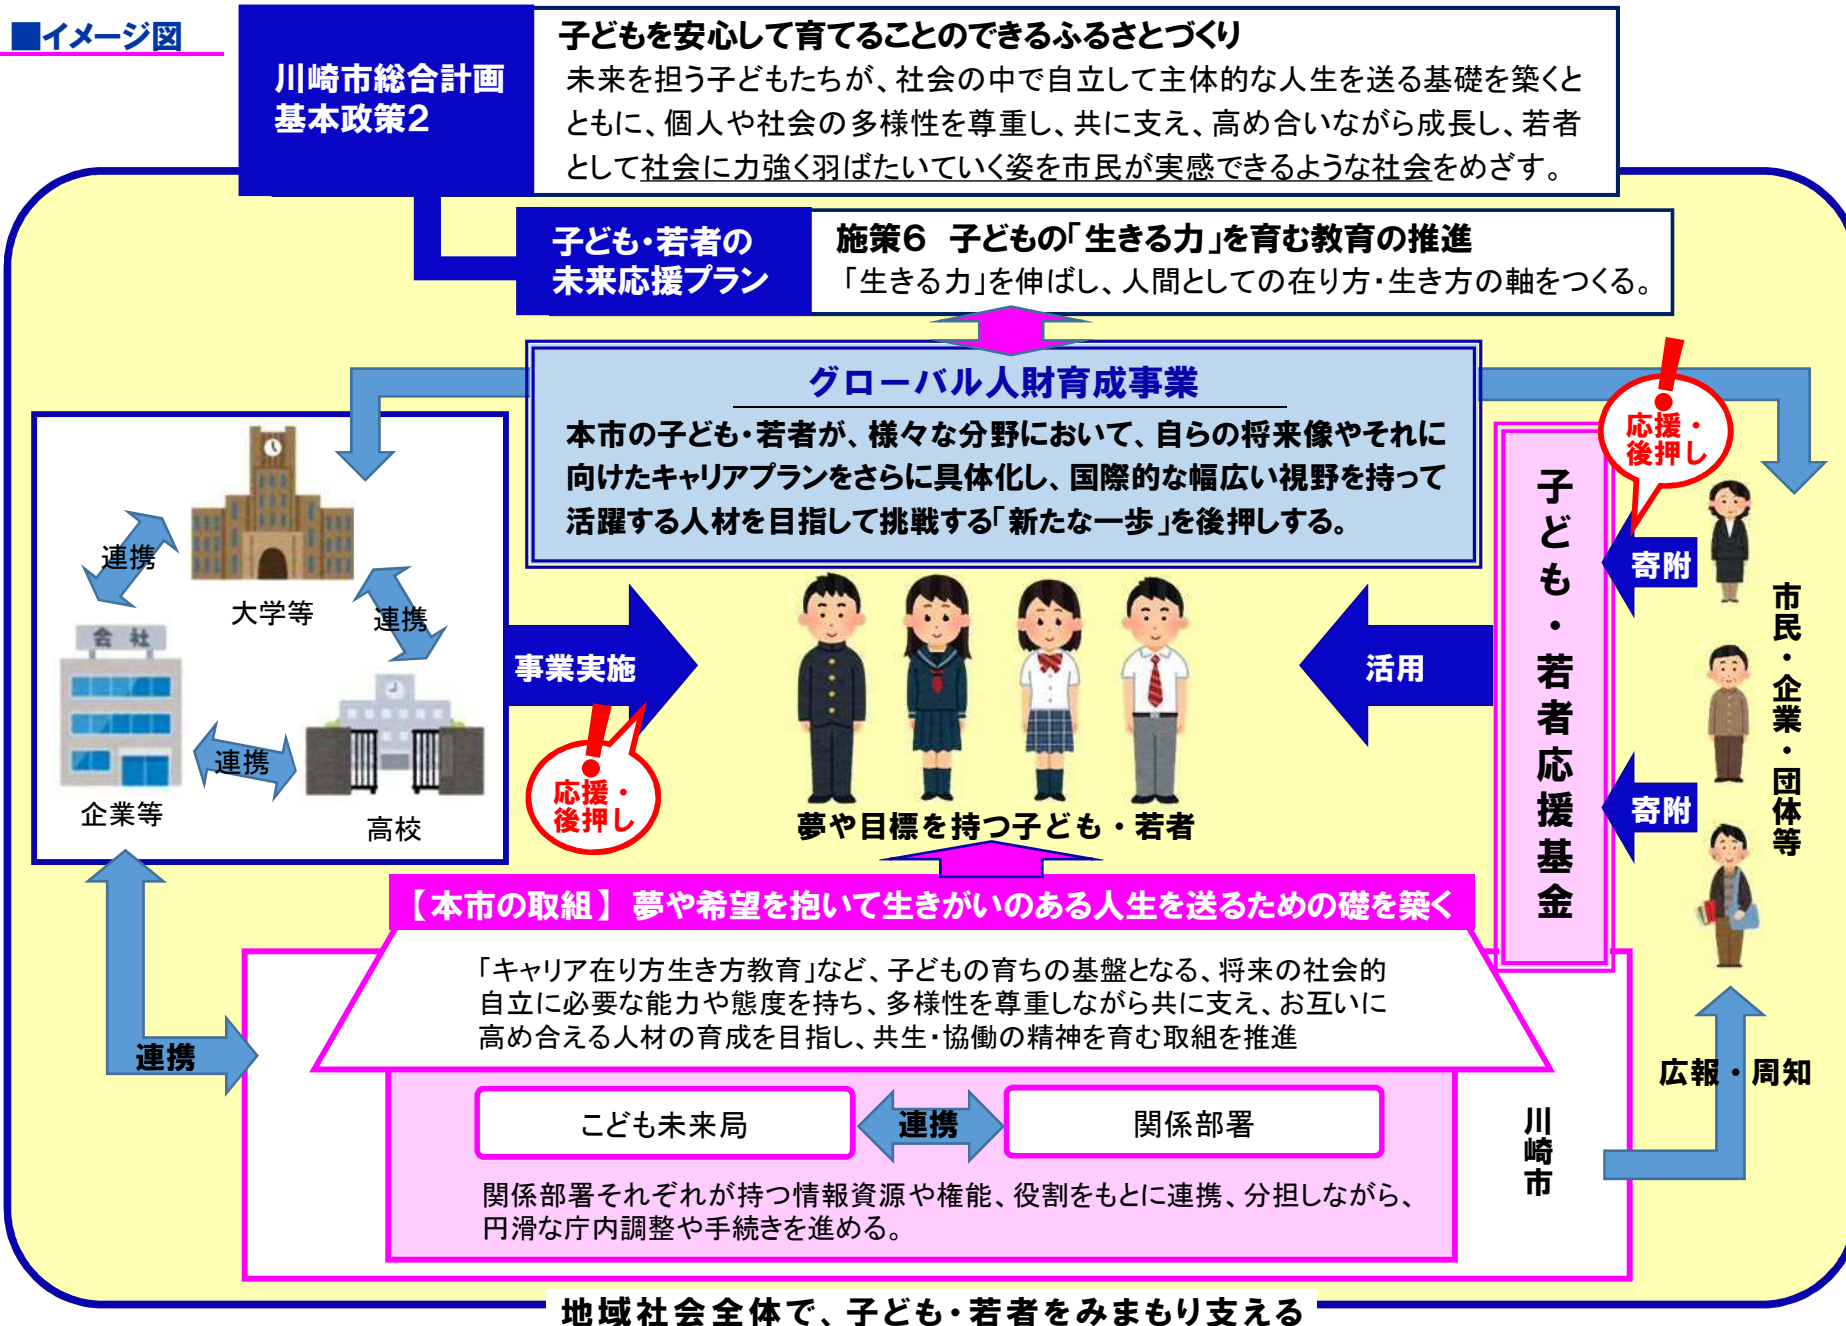 ■イメージ図
川崎市総合計画
基本政策2
子どもを安心して育てることのできるふるさとづくり
未来を担う子どもたちが、社会の中で自立して主体的な人生を送る基礎を築くと
ともに、個人や社会の多様性を尊重し、共に支え、高め合いながら成長し、若者
として社会に力強く羽ばたいていく姿を市民が実感できるような社会をめざす。
子ども・若者の
未来応援プラン
施策6 子どもの「生きる力」を育む教育の推進
「生きる力」を伸ばし、人間としての在り方・生き方の軸をつくる。
グローバル人財育成事業
本市の子ども・若者が、様々な分野において、自らの将来像やそれに
向けたキャリアプランをさらに具体化し、国際的な幅広い視野を持って
活躍する人材を目指して挑戦する「新たな一歩」を後押しする。
連携
大学等
連携
会社
企業等
連携
高校
事業実施
!
応援・
後押し
夢や目標を持つ子ども・若者
活用
子ども・若者応援基金
!
応援・
後押し
寄附
寄附
市民・企業・団体等
【本市の取組】夢や希望を抱いて生きがいのある人生を送るための礎を築く
「キャリア在り方生き方教育」など、子どもの育ちの基盤となる、将来の社会的
自立に必要な能力や態度を持ち、多様性を尊重しながら共に支え、お互いに
高め合える人材の育成を目指し、共生・協働の精神を育む取組を推進
連携
こども未来局
連携
関係部署
関係部署それぞれが持つ情報資源や権能、役割をもとに連携、分担しながら、
円滑な庁内調整や手続きを進める。
川崎市
広報・周知
地域社会全体で、子ども・若者をみまもり支える